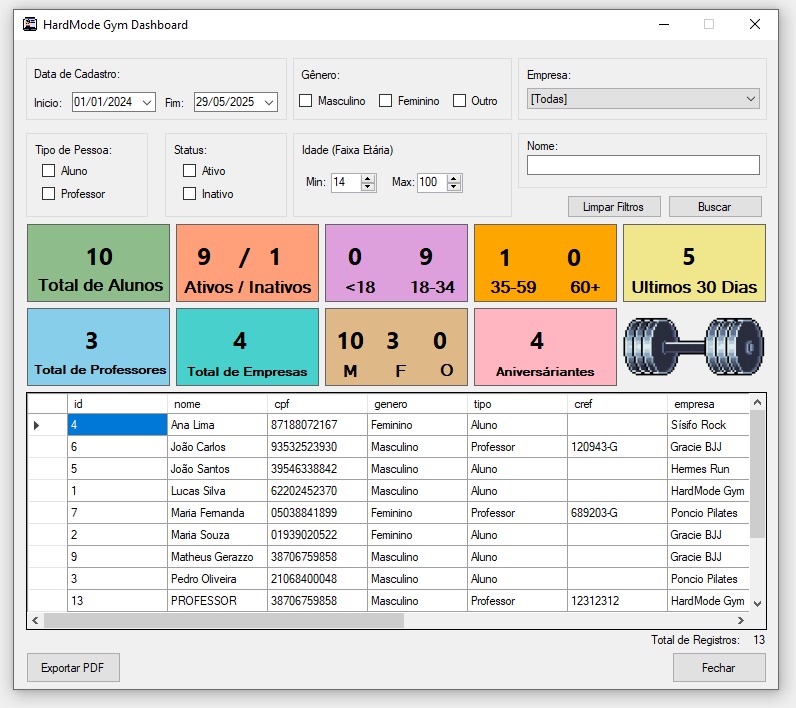 HardMode Gym Dashboard
Data de Cadastro:
Inicio: 01/01/2024 Fim: 29/05/2025
Gênero:
Masculino Feminino Outro
Empresa:
[Todas]
Tipo de Pessoa:
Aluno
Professor
Status:
Ativo
Inativo
Idade (Faixa Etária)
Min: 14 Max: 100
Nome:
Limpar Filtros Buscar
10
Total de Alunos
9 / 1
Ativos / Inativos
0 9
<18 18-34
1 0
35-59 60+
5
Ultimos 30 Dias
3
Total de Professores
4
Total de Empresas
10 3 0
M F O
4
Aniversáriantes
id nome cpf genero tipo cref empresa
4 Ana Lima 87188072167 Feminino Aluno Sísifo Rock
6 João Carlos 93532523930 Masculino Professor 120943-G Gracie BJJ
5 João Santos 39546338842 Masculino Aluno Hermes Run
1 Lucas Silva 62202452370 Masculino Aluno HardMode Gym
7 Maria Fernanda 05038841899 Feminino Professor 689203-G Poncio Pilates
2 Maria Souza 01939020522 Feminino Aluno Gracie BJJ
9 Matheus Gerazzo 38706759858 Masculino Aluno Gracie BJJ
3 Pedro Oliveira 21068400048 Masculino Aluno Poncio Pilates
13 PROFESSOR 38706759858 Masculino Professor 12312312 HardMode Gym
Total de Registros: 13
Exportar PDF Fechar